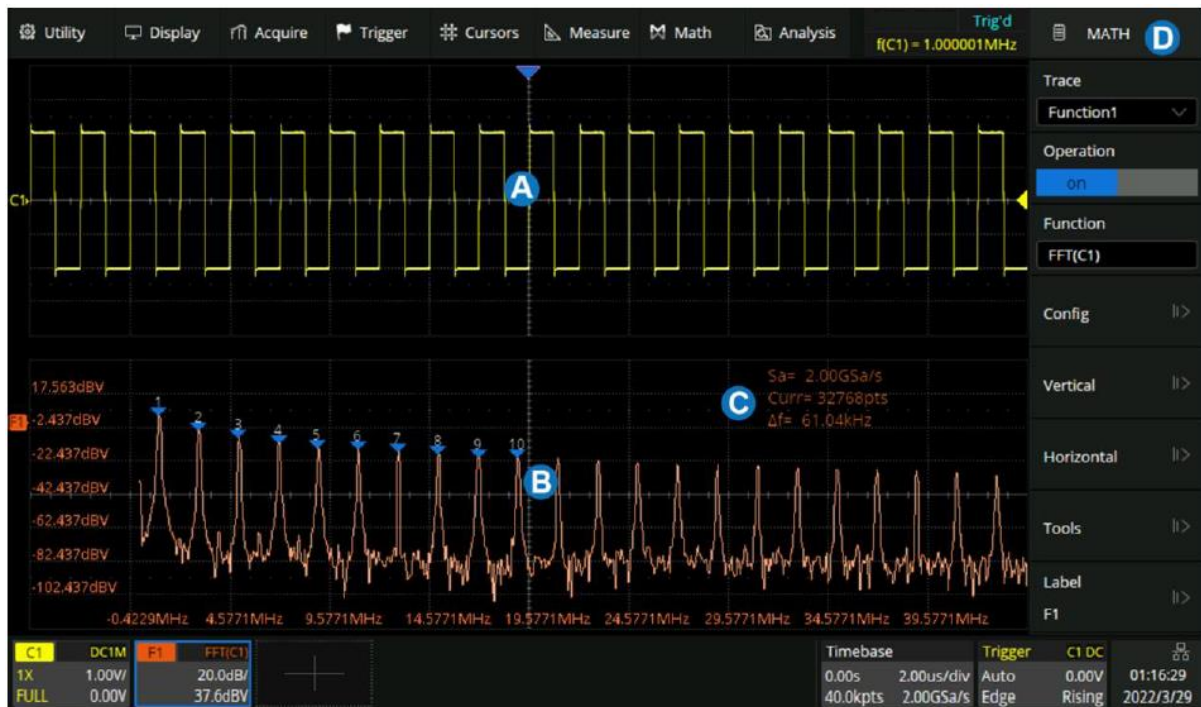 Utility Display Acquire Trigger Cursors Measure Math Analysis
Trig'd
f(C1) = 1.000001MHz
MATH D
Trace
Function1
Operation
on
Function
FFT(C1)
Config
Vertical
Horizontal
Tools
Label
F1
C1
A
17.563dBV
F1 -2.437dBV
-22.437dBV
-42.437dBV
-62.437dBV
-82.437dBV
-102.437dBV
1 2 3 4 5 6 7 8 9 10
B
C
Sa= 2.00GSa/s
Curr= 32768pts
Δf= 61.04kHz
-0.4229MHz 4.5771MHz 9.5771MHz 14.5771MHz 19.5771MHz 24.5771MHz 29.5771MHz 34.5771MHz 39.5771MHz
C1 DC1M
1X 1.00V/
FULL 0.00V
F1 FFT(C1)
20.0dB/
37.6dBV
Timebase
0.00s 2.00us/div
40.0kpts 2.00GSa/s
Trigger C1 DC
Auto 0.00V
Edge Rising
01:16:29
2022/3/29